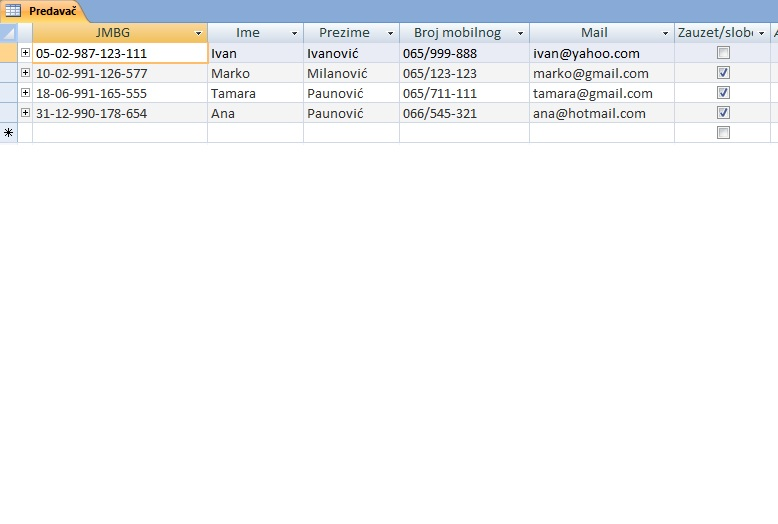 Predavač
JMBG Ime Prezime Broj mobilnog Mail Zauzet/slobo
05-02-987-123-111 Ivan Ivanović 065/999-888 ivan@yahoo.com
10-02-991-126-577 Marko Milanović 065/123-123 marko@gmail.com
18-06-991-165-555 Tamara Paunović 065/711-111 tamara@gmail.com
31-12-990-178-654 Ana Paunović 066/545-321 ana@hotmail.com